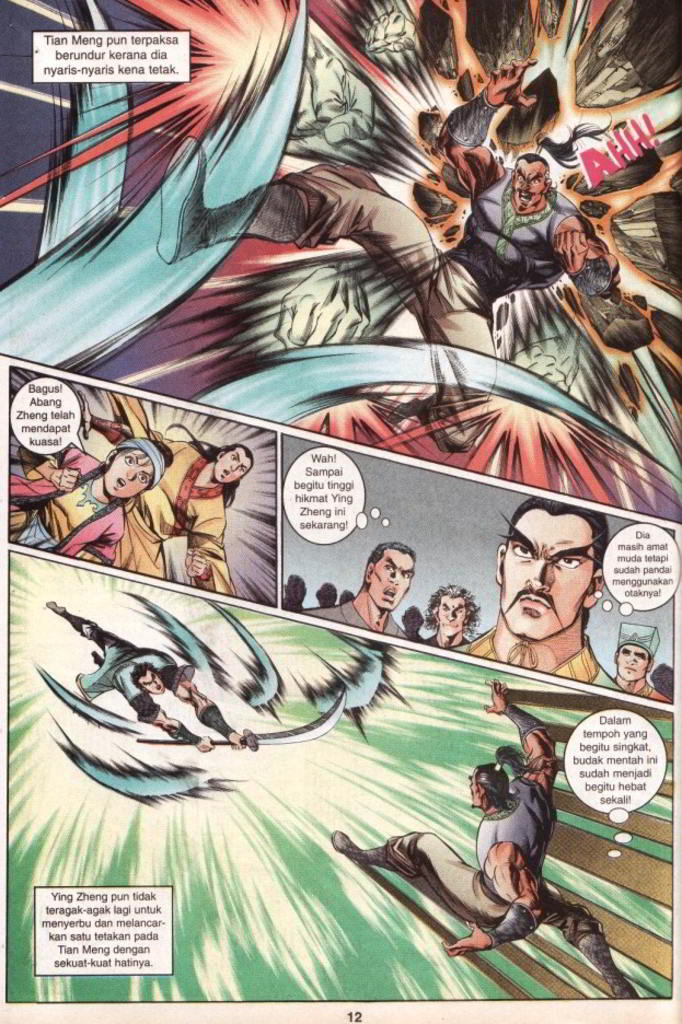 Tian Meng pun terpaksa
berundur kerana dia
nyaris-nyaris kena tetak.
AHH!
Bagus!
Abang
Zheng telah
mendapat
kuasa!
Wah!
Sampai
begitu tinggi
hikmat Ying
Zheng ini
sekarang!
Dia
masih amat
muda tetapi
sudah pandai
menggunakan
otaknya!
Dalam
tempoh yang
begitu singkat,
budak mentah ini
sudah menjadi
begitu hebat
sekali!
Ying Zheng pun tidak
teragak-agak lagi untuk
menyerbu dan melancar-
kan satu tetakan pada
Tian Meng dengan
sekuat-kuat hatinya.
12